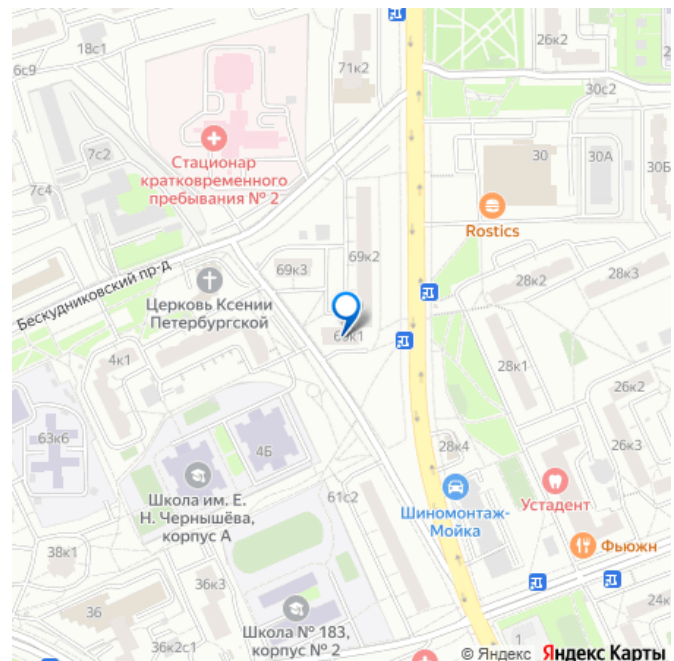 18с1
6с9
71к2
26к2
30с2
7с2
7к4
Стационар
кратковременного
пребывания № 2
30
30А
30Б
Rostics
69к2
69к3
28к2
28к3
Бескудниковский пр-д
Церковь Ксении
Петербургской
69к1
4к1
28к1
26к2
63к6
4Б
28к4
26к3
Школа им. Е.
Н. Чернышёва,
корпус А
61с2
Шиномонтаж-
Мойка
Устадент
Фьюжн
38к1
36к3
36
24к
Школа № 183,
корпус № 2
36к2с1
1
© Яндекс Яндекс Карты